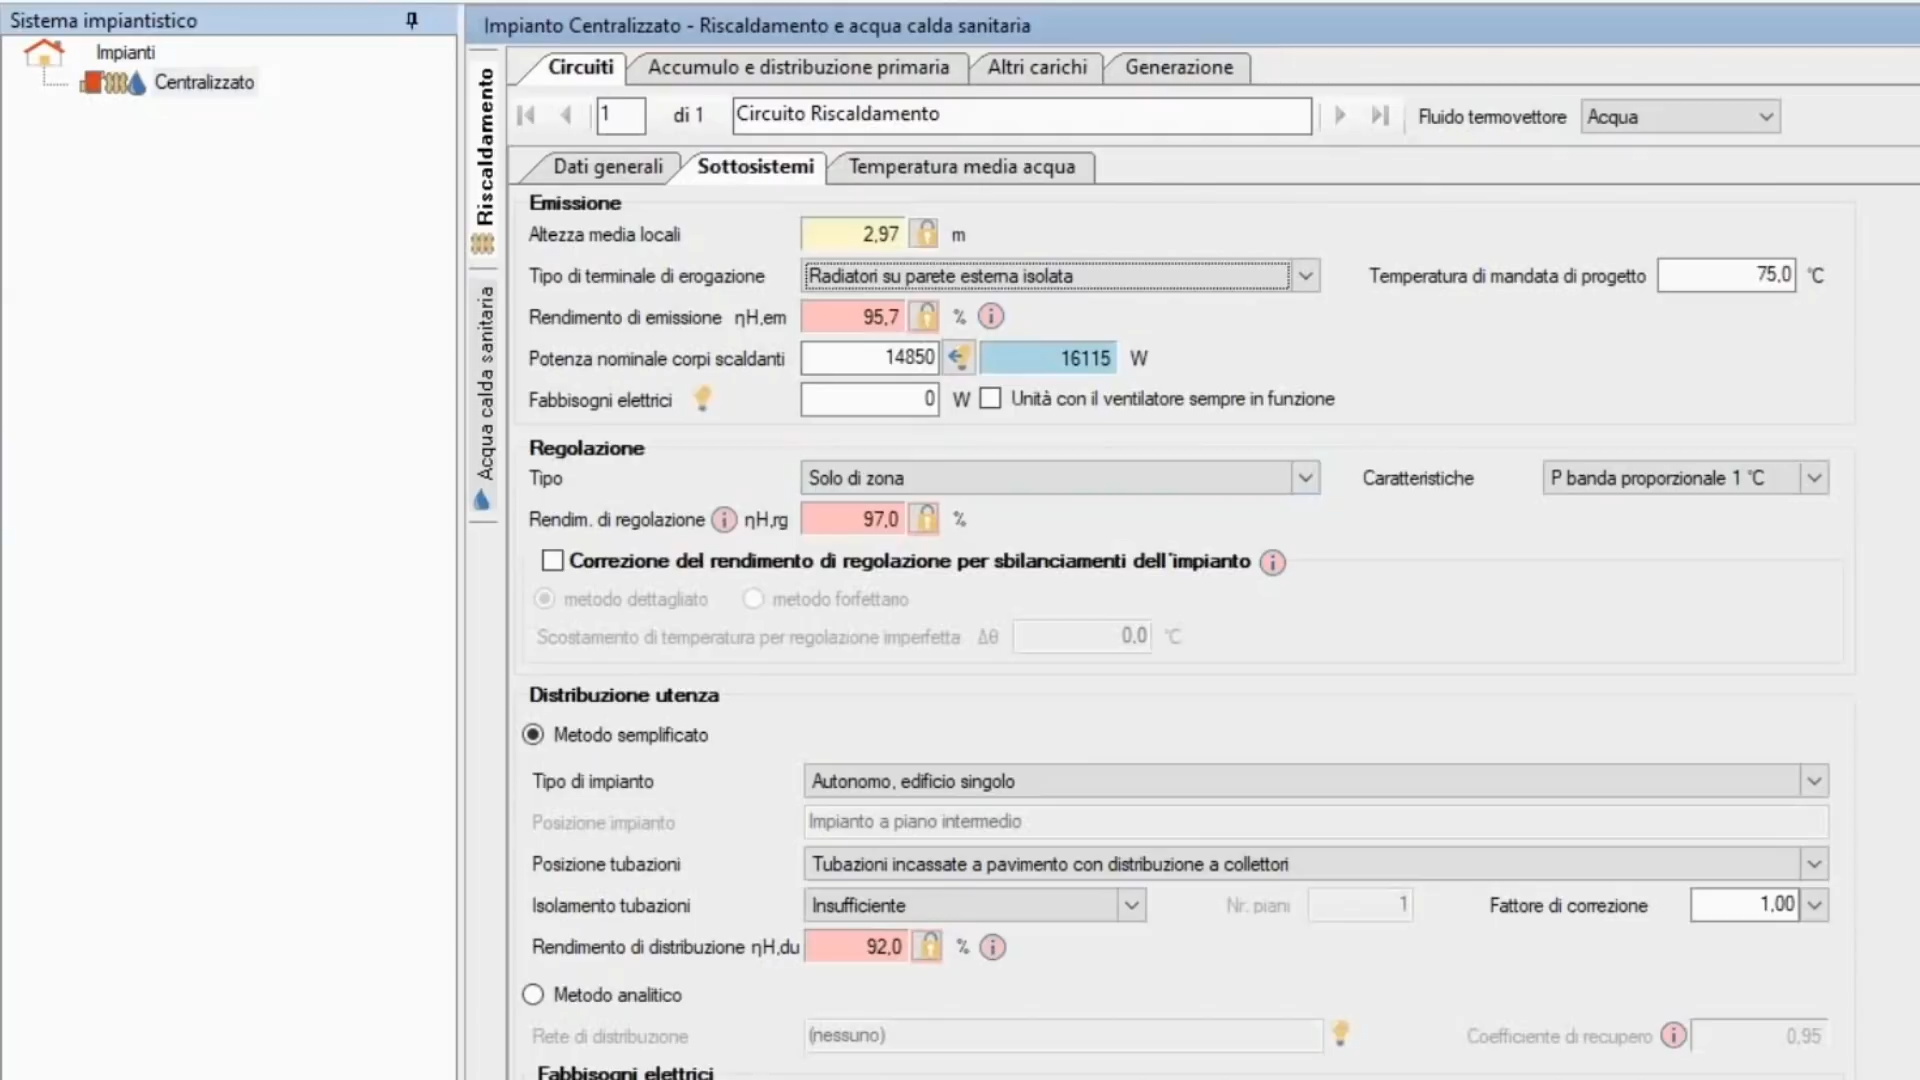 Sistema impiantistico
Impianti
Centralizzato
Impianto Centralizzato - Riscaldamento e acqua calda sanitaria
Riscaldamento
Acqua calda sanitaria
Circuiti Accumulo e distribuzione primaria Altri carichi Generazione
1 di 1 Circuito Riscaldamento Fluido termovettore Acqua
Dati generali Sottosistemi Temperatura media acqua
Emissione
Altezza media locali 2,97 m
Tipo di terminale di erogazione Radiatori su parete esterna isolata Temperatura di mandata di progetto 75,0 °C
Rendimento di emissione ηH,em 95,7 %
Potenza nominale corpi scaldanti 14850 16115 W
Fabbisogni elettrici 0 W Unità con il ventilatore sempre in funzione
Regolazione
Tipo Solo di zona Caratteristiche P banda proporzionale 1 °C
Rendim. di regolazione ηH,rg 97,0 %
Correzione del rendimento di regolazione per sbilanciamenti dell'impianto
metodo dettagliato metodo forfettario
Scostamento di temperatura per regolazione imperfetta Δθ 0,0 °C
Distribuzione utenza
Metodo semplificato
Tipo di impianto Autonomo, edificio singolo
Posizione impianto Impianto a piano intermedio
Posizione tubazioni Tubazioni incassate a pavimento con distribuzione a collettori
Isolamento tubazioni Insufficiente Nr. piani 1 Fattore di correzione 1,00
Rendimento di distribuzione ηH,du 92,0 %
Metodo analitico
Rete di distribuzione (nessuno) Coefficiente di recupero 0,95
Fabbisogni elettrici